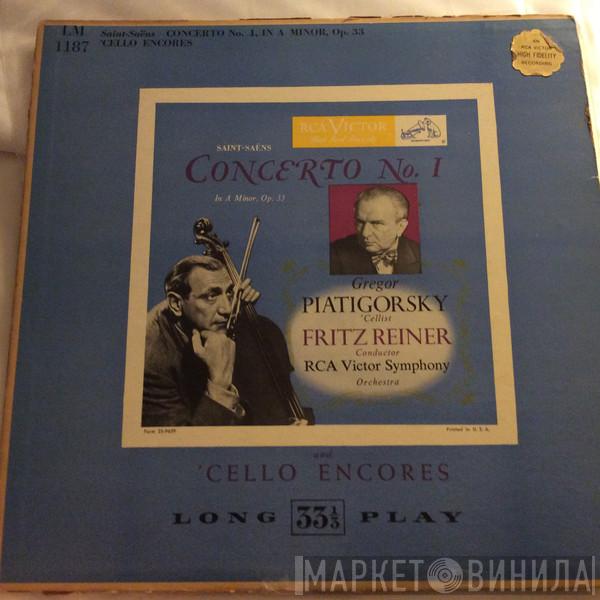 LM
1187
Saint-Saëns CONCERTO No. 1, IN A MINOR, Op. 33
'CELLO ENCORES
AN
RCA VICTOR
HIGH FIDELITY
RECORDING
RCA VICTOR
SAINT-SAËNS
CONCERTO No. I
In A Minor, Op. 33
Gregor
PIATIGORSKY
'Cellist
FRITZ REINER
Conductor
RCA Victor Symphony
Orchestra
Printed in U. S. A.
and
'CELLO ENCORES
LONG 33⅓ PLAY
МАРКЕТ ВИНИЛА